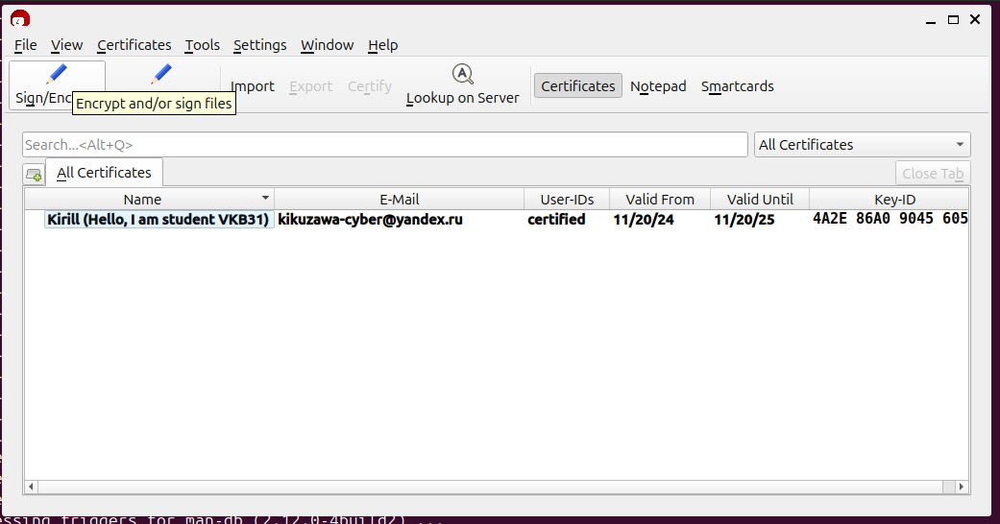 File View Certificates Tools Settings Window Help
Sign/Enc Import Export Certify Lookup on Server Certificates Notepad Smartcards
Encrypt and/or sign files
Search...<Alt+Q> All Certificates
All Certificates Close Tab
Name E-Mail User-IDs Valid From Valid Until Key-ID
Kirill (Hello, I am student VKB31) kikuzawa-cyber@yandex.ru certified 11/20/24 11/20/25 4A2E 86A0 9045 605
essing triggers for man-db (2.12.0-4build2) ...